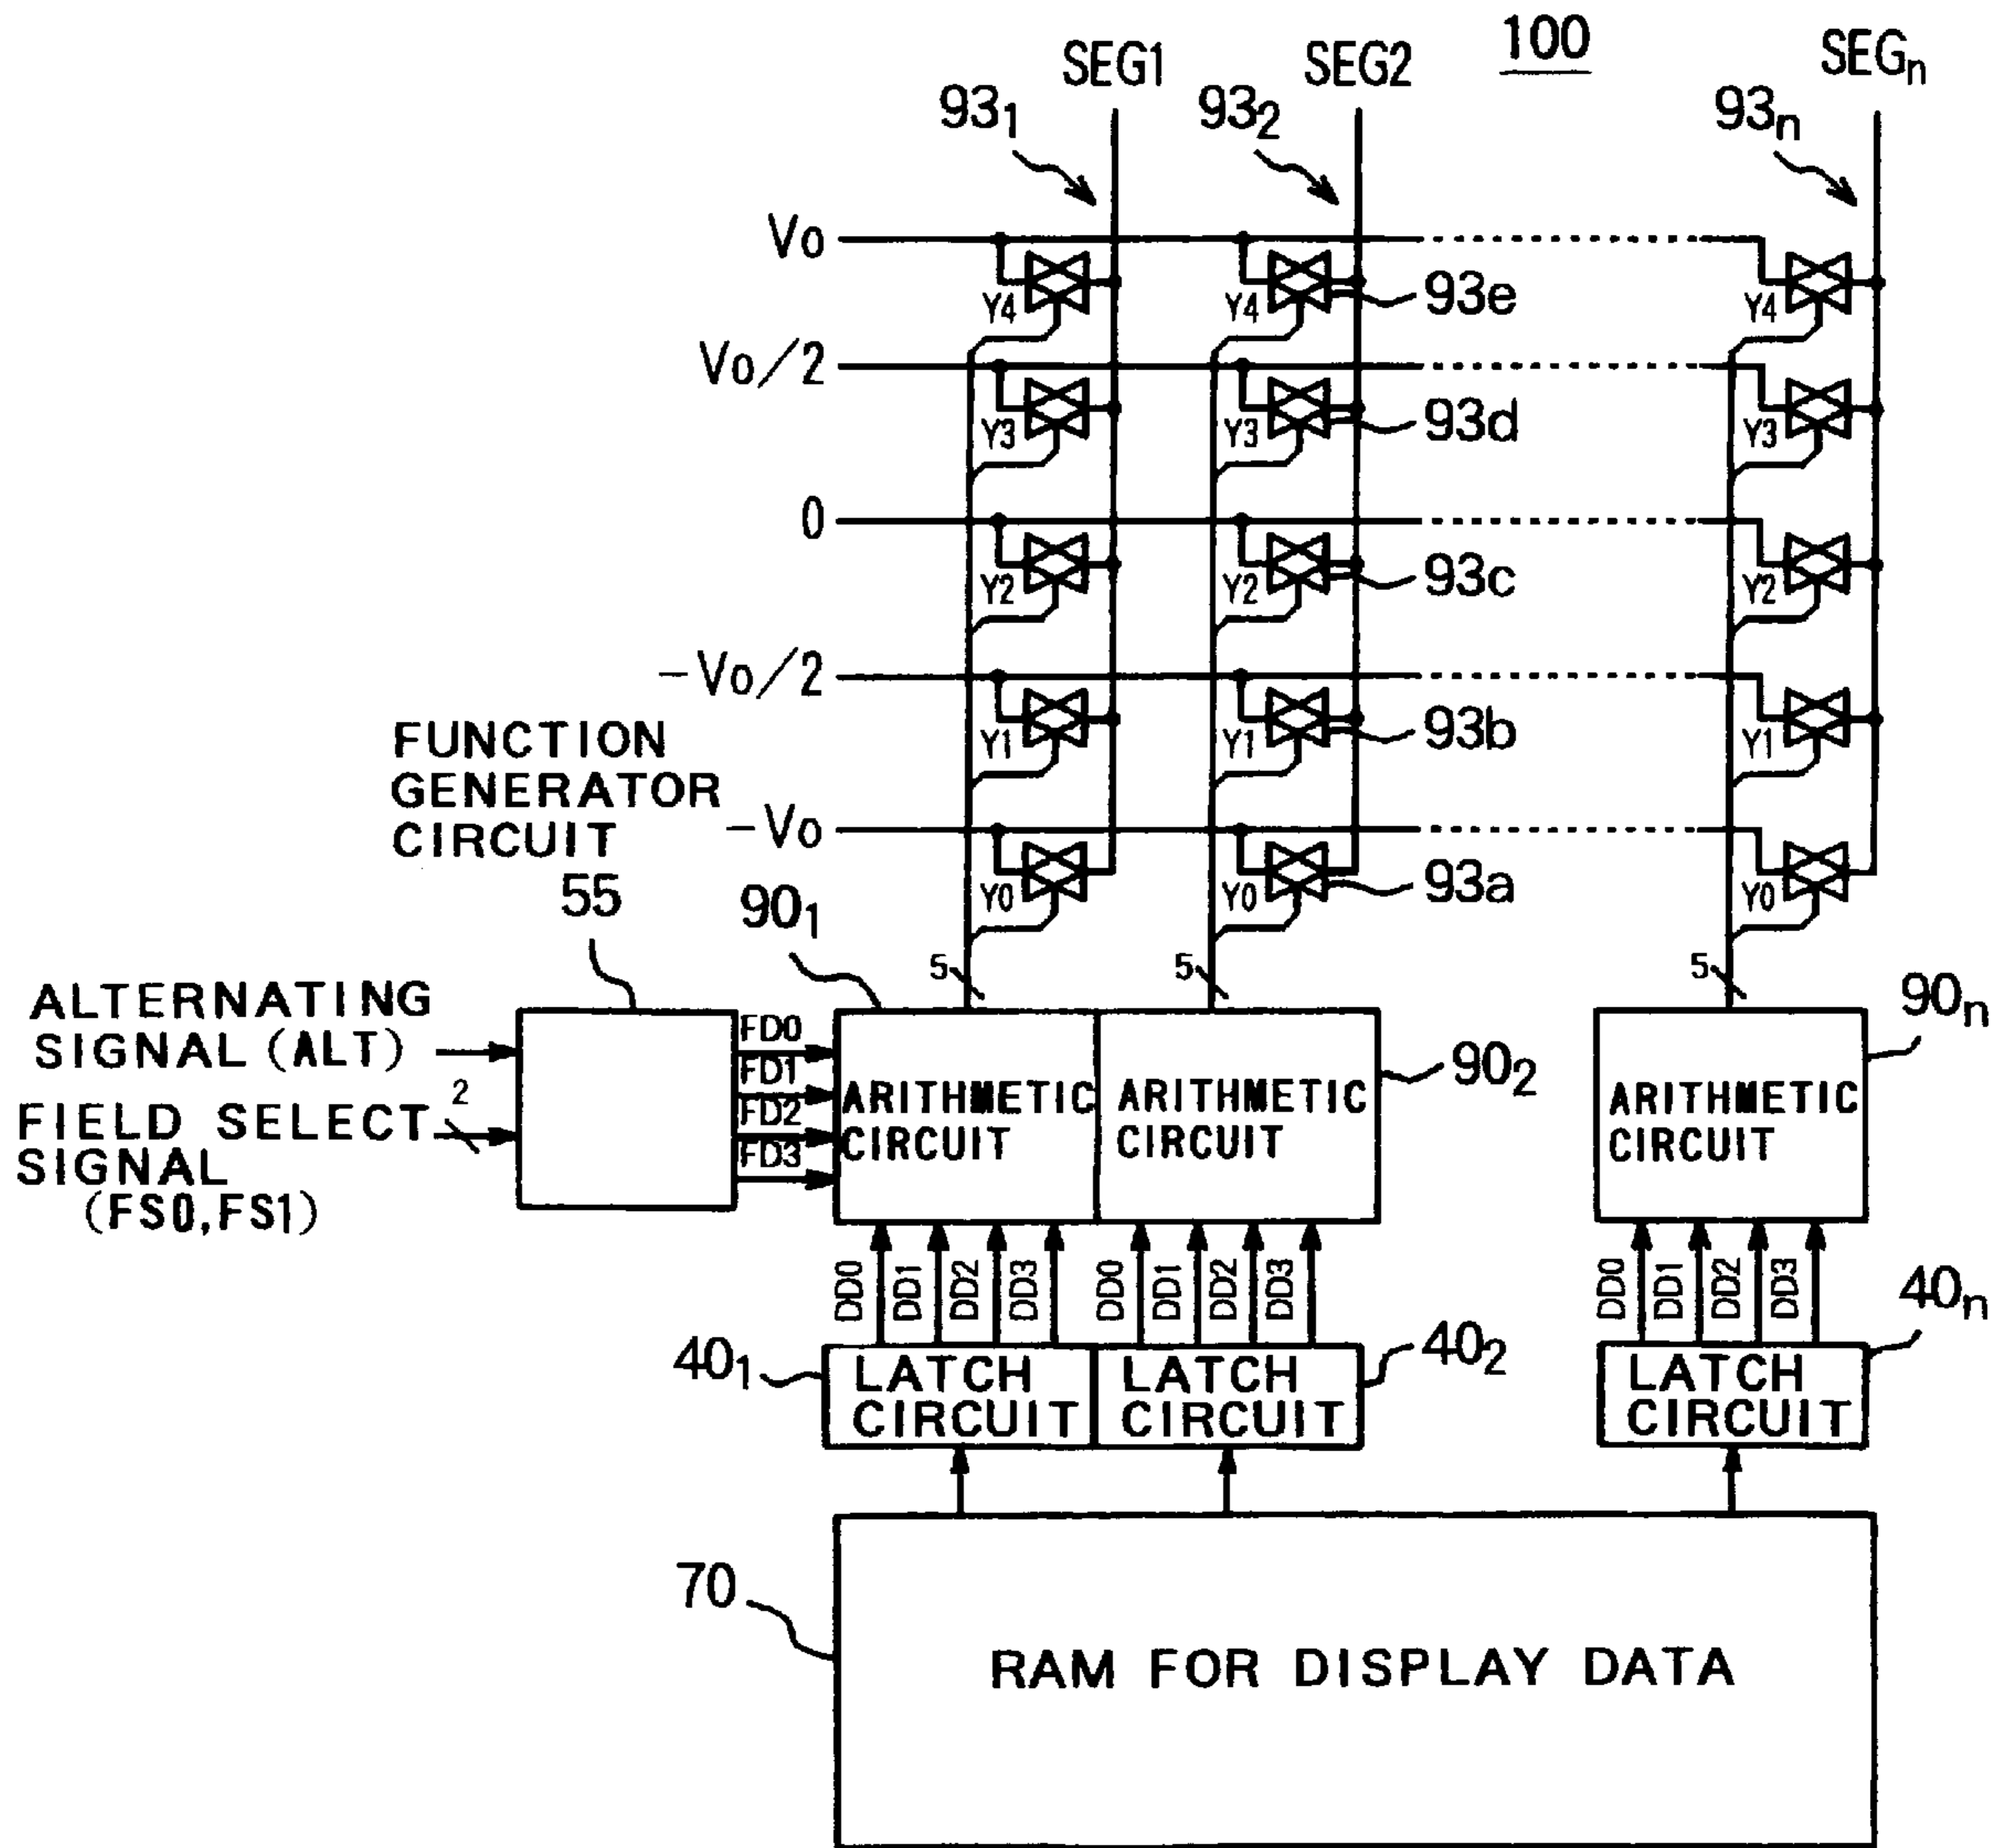 100
SEG1
SEG2
SEGn
93₁
93₂
93n
Vo
Y4
Y4
93e
Y4
Vo/2
Y3
Y3
93d
Y3
0
Y2
Y2
93c
Y2
-Vo/2
Y1
Y1
93b
Y1
-Vo
Y0
Y0
93a
Y0
FUNCTION
GENERATOR
CIRCUIT
55
90₁
5
5
5
90n
ALTERNATING
SIGNAL (ALT)
2
FIELD SELECT
SIGNAL
(FS0,FS1)
FD0
FD1
FD2
FD3
ARITHMETIC
CIRCUIT
ARITHMETIC
CIRCUIT
90₂
ARITHMETIC
CIRCUIT
DD0
DD1
DD2
DD3
DD0
DD1
DD2
DD3
DD0
DD1
DD2
DD3
40₁
LATCH
CIRCUIT
LATCH
CIRCUIT
40₂
LATCH
CIRCUIT
40n
70
RAM FOR DISPLAY DATA